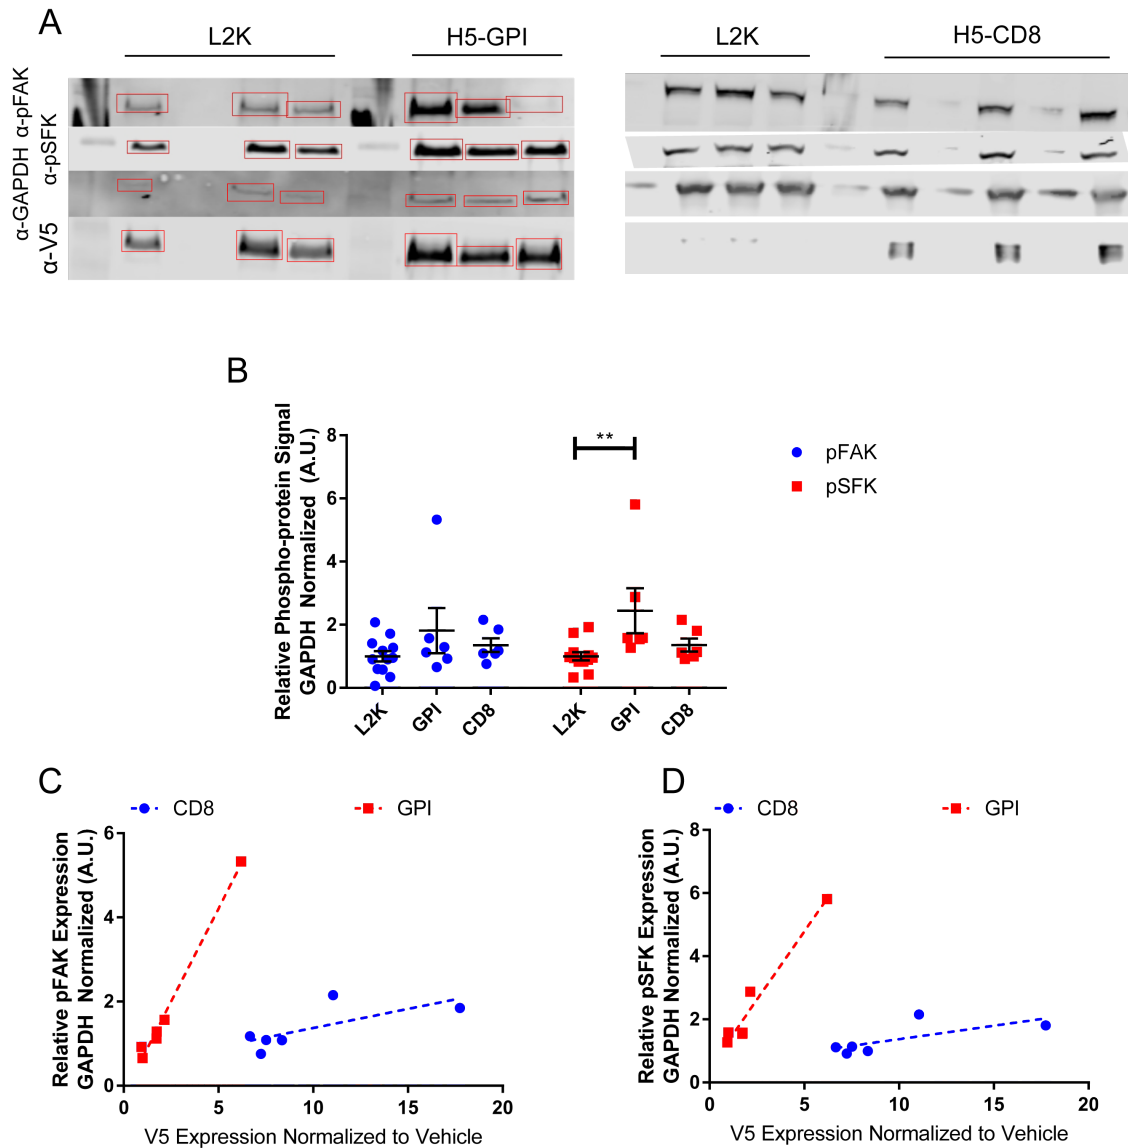 A
L2K
H5-GPI
L2K
H5-CD8
α-GAPDH α-pFAK
α-pSFK
α-V5
B
Relative Phospho-protein Signal
GAPDH Normalized (A.U.)
8
6
4
2
0
**
pFAK
pSFK
L2K
GPI
CD8
L2K
GPI
CD8
C
CD8
GPI
Relative pFAK Expression
GAPDH Normalized (A.U.)
6
4
2
0
0
5
10
15
20
V5 Expression Normalized to Vehicle
D
CD8
GPI
Relative pSFK Expression
GAPDH Normalized (A.U.)
8
6
4
2
0
0
5
10
15
20
V5 Expression Normalized to Vehicle